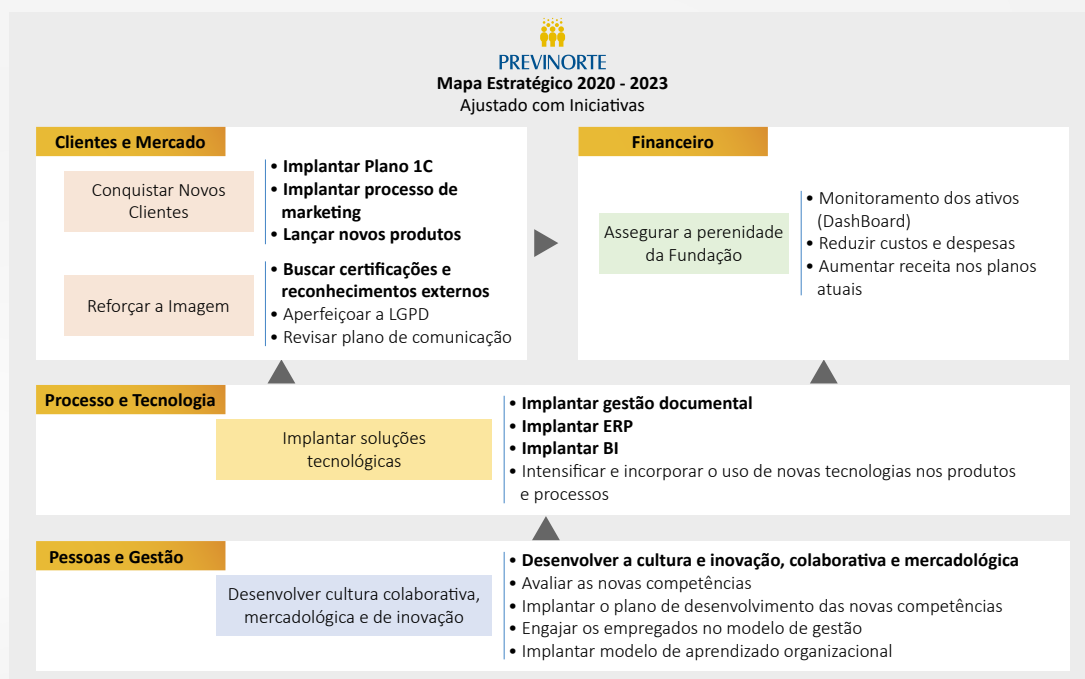 PREVINORTE
Mapa Estratégico 2020 - 2023
Ajustado com Iniciativas
Clientes e Mercado
Conquistar Novos
Clientes
• Implantar Plano 1C
• Implantar processo de
marketing
• Lançar novos produtos
Reforçar a Imagem
• Buscar certificações e
reconhecimentos externos
• Aperfeiçoar a LGPD
• Revisar plano de comunicação
Financeiro
Assegurar a perenidade
da Fundação
• Monitoramento dos ativos
(DashBoard)
• Reduzir custos e despesas
• Aumentar receita nos planos
atuais
Processo e Tecnologia
Implantar soluções
tecnológicas
• Implantar gestão documental
• Implantar ERP
• Implantar BI
• Intensificar e incorporar o uso de novas tecnologias nos produtos
e processos
Pessoas e Gestão
Desenvolver cultura colaborativa,
mercadológica e de inovação
• Desenvolver a cultura e inovação, colaborativa e mercadológica
• Avaliar as novas competências
• Implantar o plano de desenvolvimento das novas competências
• Engajar os empregados no modelo de gestão
• Implantar modelo de aprendizado organizacional